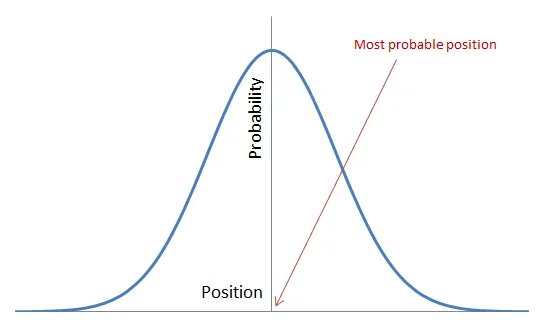 Most probable position
Probability
Position